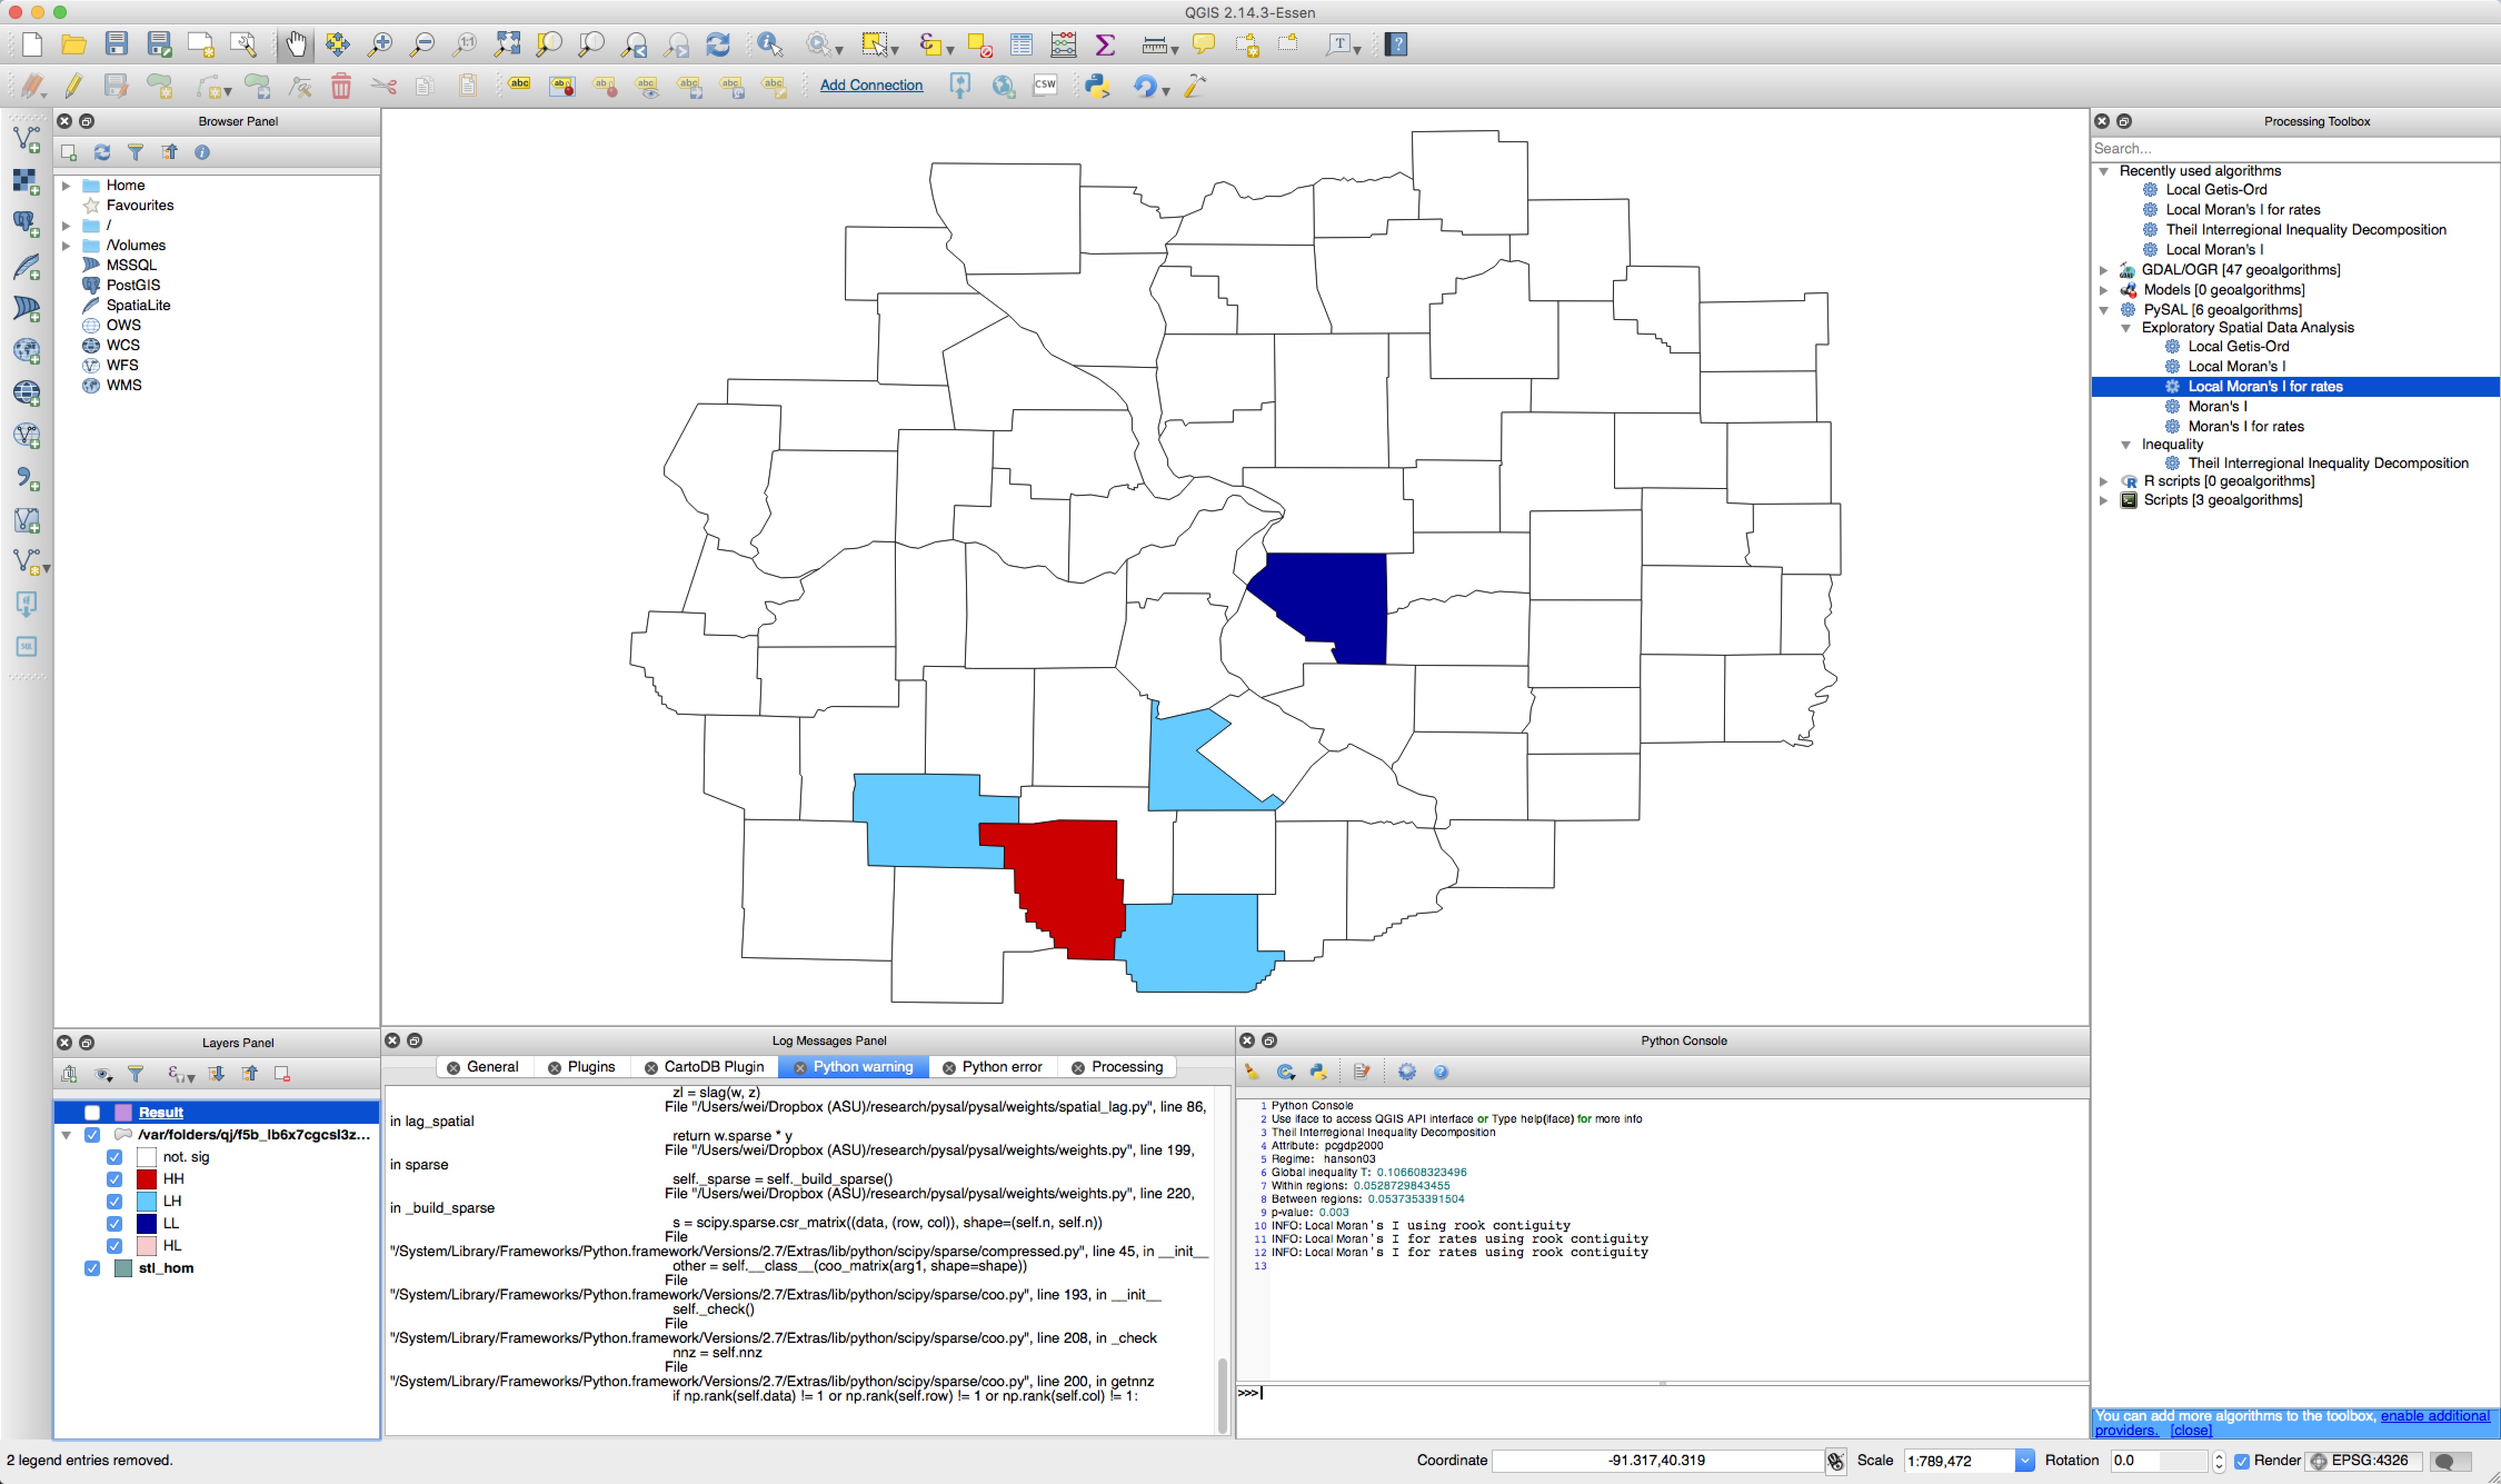 QGIS 2.14.3-Essen
Add Connection
CSW
Browser Panel
Home
Favourites
/
/Volumes
MSSQL
PostGIS
SpatiaLite
OWS
WCS
WFS
WMS
Processing Toolbox
Search...
Recently used algorithms
Local Getis-Ord
Local Moran's I for rates
Theil Interregional Inequality Decomposition
Local Moran's I
GDAL/OGR [47 geoalgorithms]
Models [0 geoalgorithms]
PySAL [6 geoalgorithms]
Exploratory Spatial Data Analysis
Local Getis-Ord
Local Moran's I
Local Moran's I for rates
Moran's I
Moran's I for rates
Inequality
Theil Interregional Inequality Decomposition
R scripts [0 geoalgorithms]
Scripts [3 geoalgorithms]
You can add more algorithms to the toolbox, enable additional
providers. [close]
Layers Panel
Result
/var/folders/qj/f5b_lb6x7cgcsl3z...
not. sig
HH
LH
LL
HL
stl_hom
Log Messages Panel
General Plugins CartoDB Plugin Python warning Python error Processing
zl = slag(w, z)
File "/Users/wei/Dropbox (ASU)/research/pysal/pysal/weights/spatial_lag.py", line 86,
in lag_spatial
return w.sparse * y
File "/Users/wei/Dropbox (ASU)/research/pysal/pysal/weights/weights.py", line 199,
in sparse
self._sparse = self._build_sparse()
File "/Users/wei/Dropbox (ASU)/research/pysal/pysal/weights/weights.py", line 220,
in _build_sparse
s = scipy.sparse.csr_matrix((data, (row, col)), shape=(self.n, self.n))
File
"/System/Library/Frameworks/Python.framework/Versions/2.7/Extras/lib/python/scipy/sparse/compressed.py", line 45, in __init__
other = self.__class__(coo_matrix(arg1, shape=shape))
File
"/System/Library/Frameworks/Python.framework/Versions/2.7/Extras/lib/python/scipy/sparse/coo.py", line 193, in __init__
self._check()
File
"/System/Library/Frameworks/Python.framework/Versions/2.7/Extras/lib/python/scipy/sparse/coo.py", line 208, in _check
nnz = self.nnz
File
"/System/Library/Frameworks/Python.framework/Versions/2.7/Extras/lib/python/scipy/sparse/coo.py", line 200, in getnnz
if np.rank(self.data) != 1 or np.rank(self.row) != 1 or np.rank(self.col) != 1:
Python Console
1 Python Console
2 Use iface to access QGIS API interface or Type help(iface) for more info
3 Theil Interregional Inequality Decomposition
4 Attribute: pcgdp2000
5 Regime: hanson03
6 Global inequality T: 0.106608323496
7 Within regions: 0.0528729843455
8 Between regions: 0.0537353391504
9 p-value: 0.003
10 INFO: Local Moran's I using rook contiguity
11 INFO: Local Moran's I for rates using rook contiguity
12 INFO: Local Moran's I for rates using rook contiguity
13
>>>
2 legend entries removed.
Coordinate -91.317,40.319 Scale 1:789,472 Rotation 0.0 Render EPSG:4326